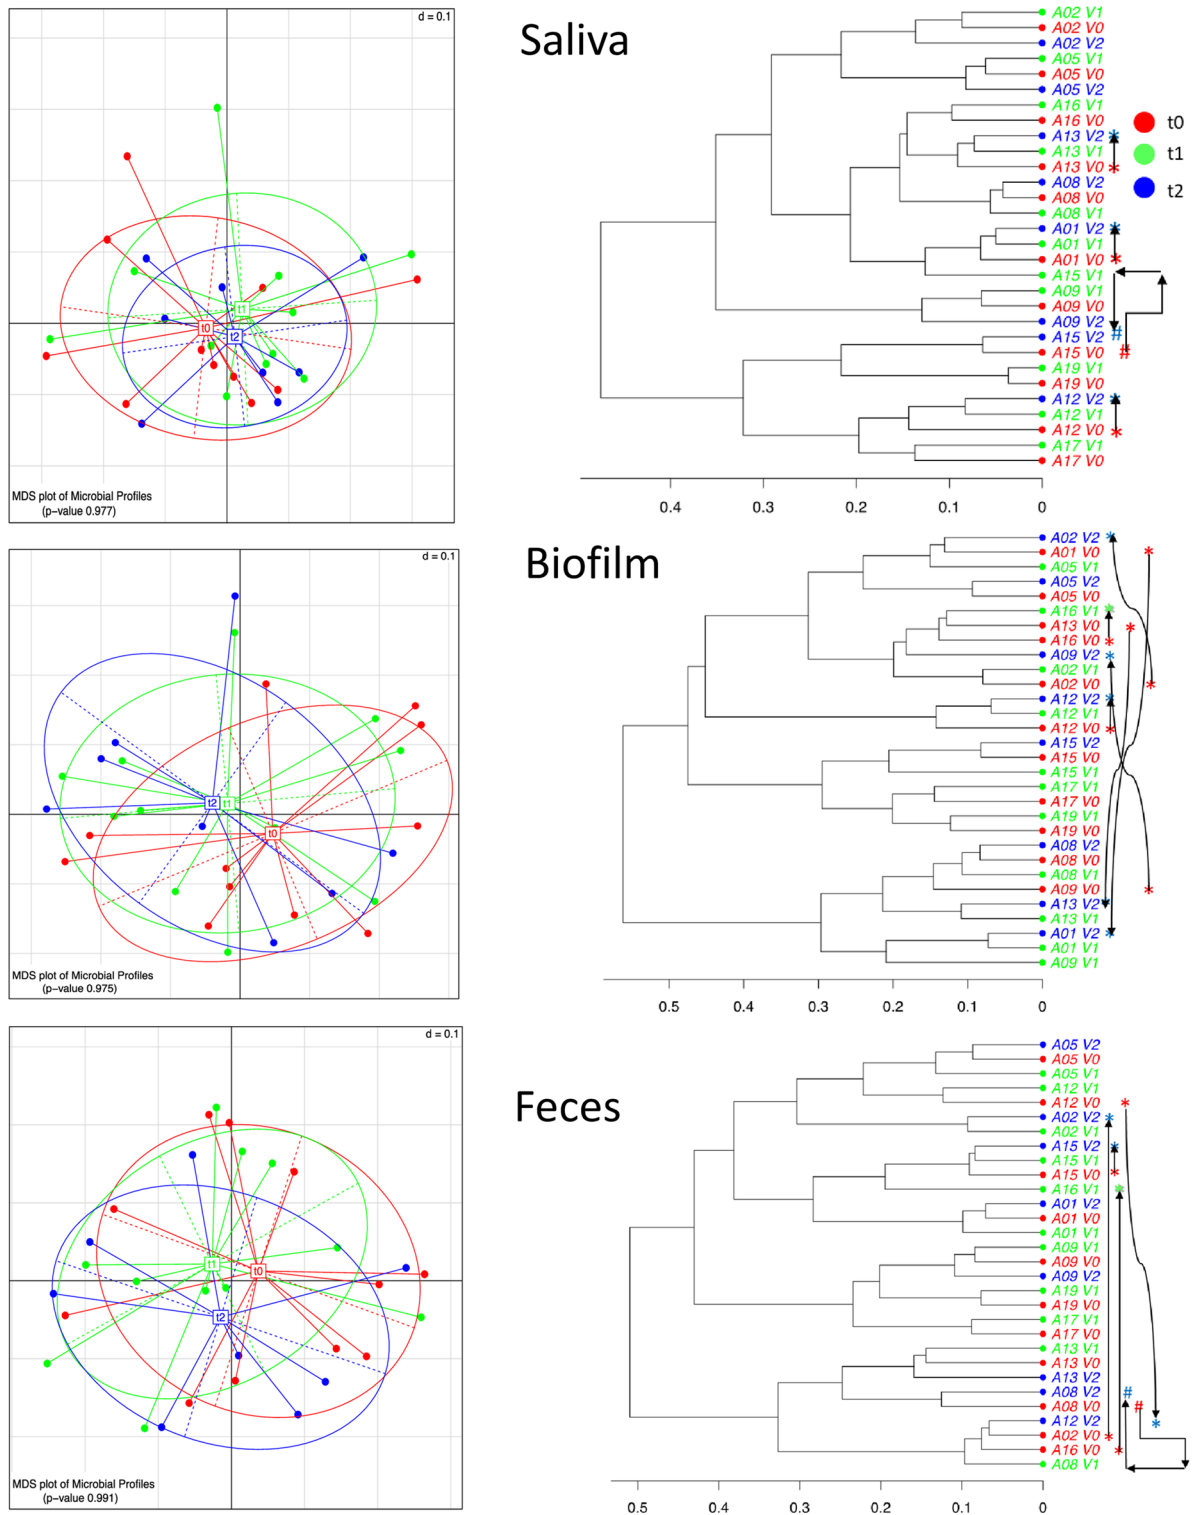 d = 0.1
t0
t1
t2
MDS plot of Microbial Profiles
(p-value 0.977)
Saliva
A02 V1
A02 V0
A02 V2
A05 V1
A05 V0
A05 V2
A16 V1
A16 V0
A13 V2 *
A13 V1
A13 V0 *
A08 V2
A08 V0
A08 V1
A01 V2 *
A01 V1
A01 V0 *
A15 V1
A09 V1
A09 V0
A09 V2
A15 V2 #
A15 V0 #
A19 V1
A19 V0
A12 V2 *
A12 V1
A12 V0 *
A17 V1
A17 V0
t0
t1
t2
0.4 0.3 0.2 0.1 0
d = 0.1
t2 t1
t0
MDS plot of Microbial Profiles
(p-value 0.975)
Biofilm
A02 V2 *
A01 V0 *
A05 V1
A05 V2
A05 V0
A16 V1 *
A13 V0 *
A16 V0 *
A09 V2 *
A02 V1
A02 V0 *
A12 V2 *
A12 V1
A12 V0 *
A15 V2
A15 V0
A15 V1
A17 V1
A17 V0
A19 V1
A19 V0
A08 V2
A08 V0
A08 V1
A09 V0 *
A13 V2 *
A13 V1
A01 V2 *
A01 V1
A09 V1
0.5 0.4 0.3 0.2 0.1 0
d = 0.1
t1
t0
t2
MDS plot of Microbial Profiles
(p-value 0.991)
Feces
A05 V2
A05 V0
A05 V1
A12 V1
A12 V0 *
A02 V2 *
A02 V1
A15 V2 *
A15 V1
A15 V0 *
A16 V1 *
A01 V2
A01 V0
A01 V1
A09 V1
A09 V0
A09 V2
A19 V1
A19 V0
A17 V1
A17 V0
A13 V1
A13 V0
A13 V2
A08 V2 #
A08 V0 #
A12 V2 *
A02 V0 *
A16 V0 *
A08 V1
0.5 0.4 0.3 0.2 0.1 0